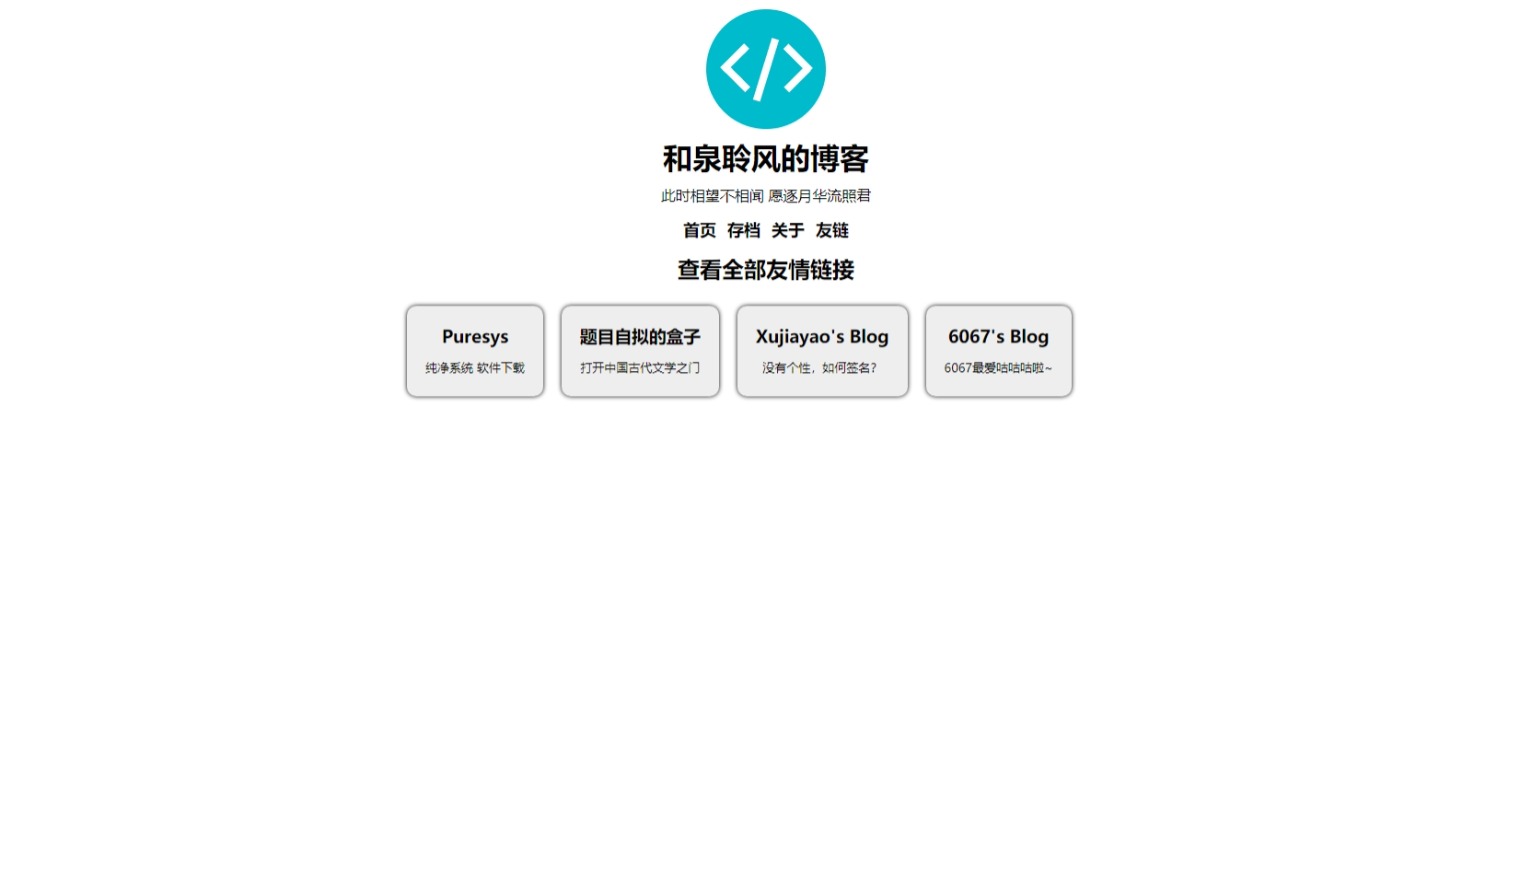 和泉聆风的博客
此时相望不相闻 愿逐月华流照君
首页 存档 关于 友链
查看全部友情链接
Puresys
纯净系统 软件下载
题目自拟的盒子
打开中国古代文学之门
Xujiayao's Blog
没有个性，如何签名？
6067's Blog
6067最爱咕咕咕啦~